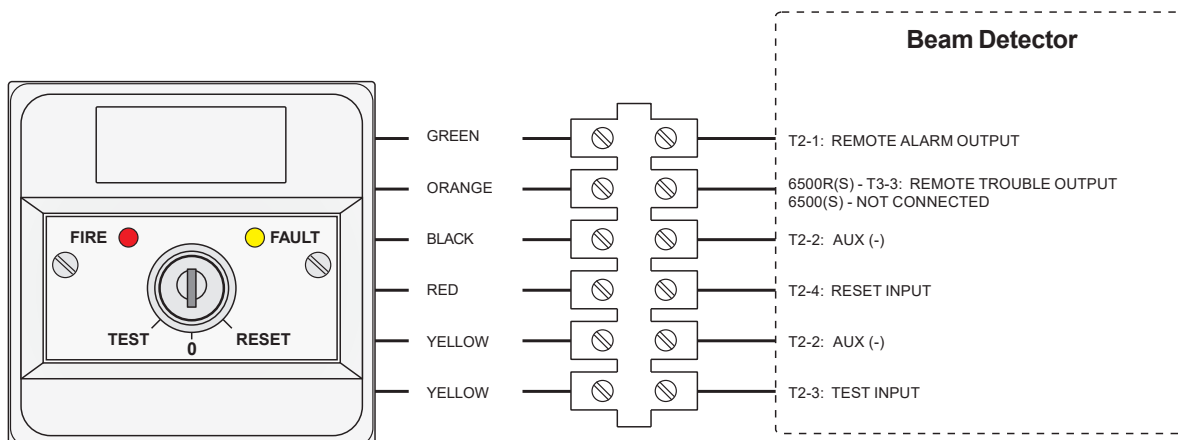 Beam Detector
GREEN
T2-1: REMOTE ALARM OUTPUT
ORANGE
6500R(S) - T3-3: REMOTE TROUBLE OUTPUT
6500(S) - NOT CONNECTED
FIRE
FAULT
BLACK
T2-2: AUX (-)
RED
T2-4: RESET INPUT
TEST
0
RESET
YELLOW
T2-2: AUX (-)
YELLOW
T2-3: TEST INPUT